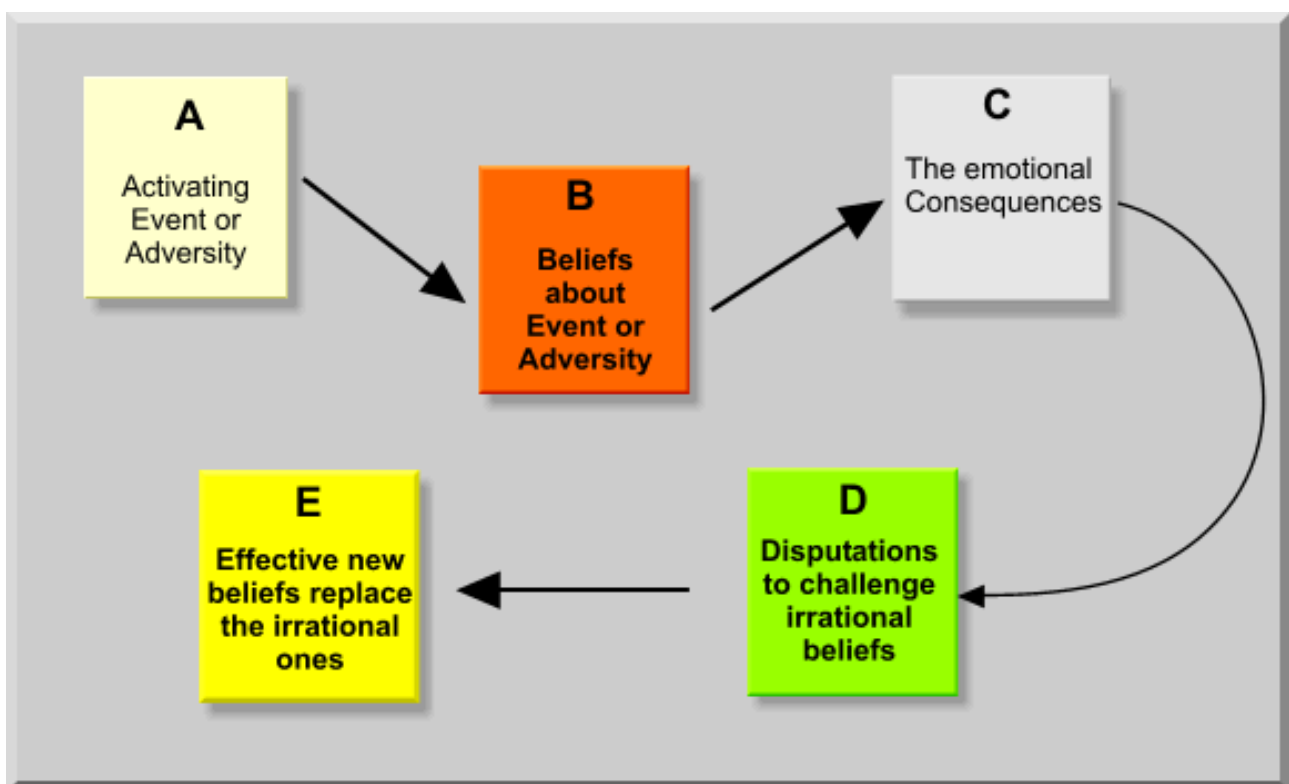 A
Activating
Event or
Adversity
B
Beliefs
about
Event or
Adversity
C
The emotional
Consequences
D
Disputations
to challenge
irrational
beliefs
E
Effective new
beliefs replace
the irrational
ones